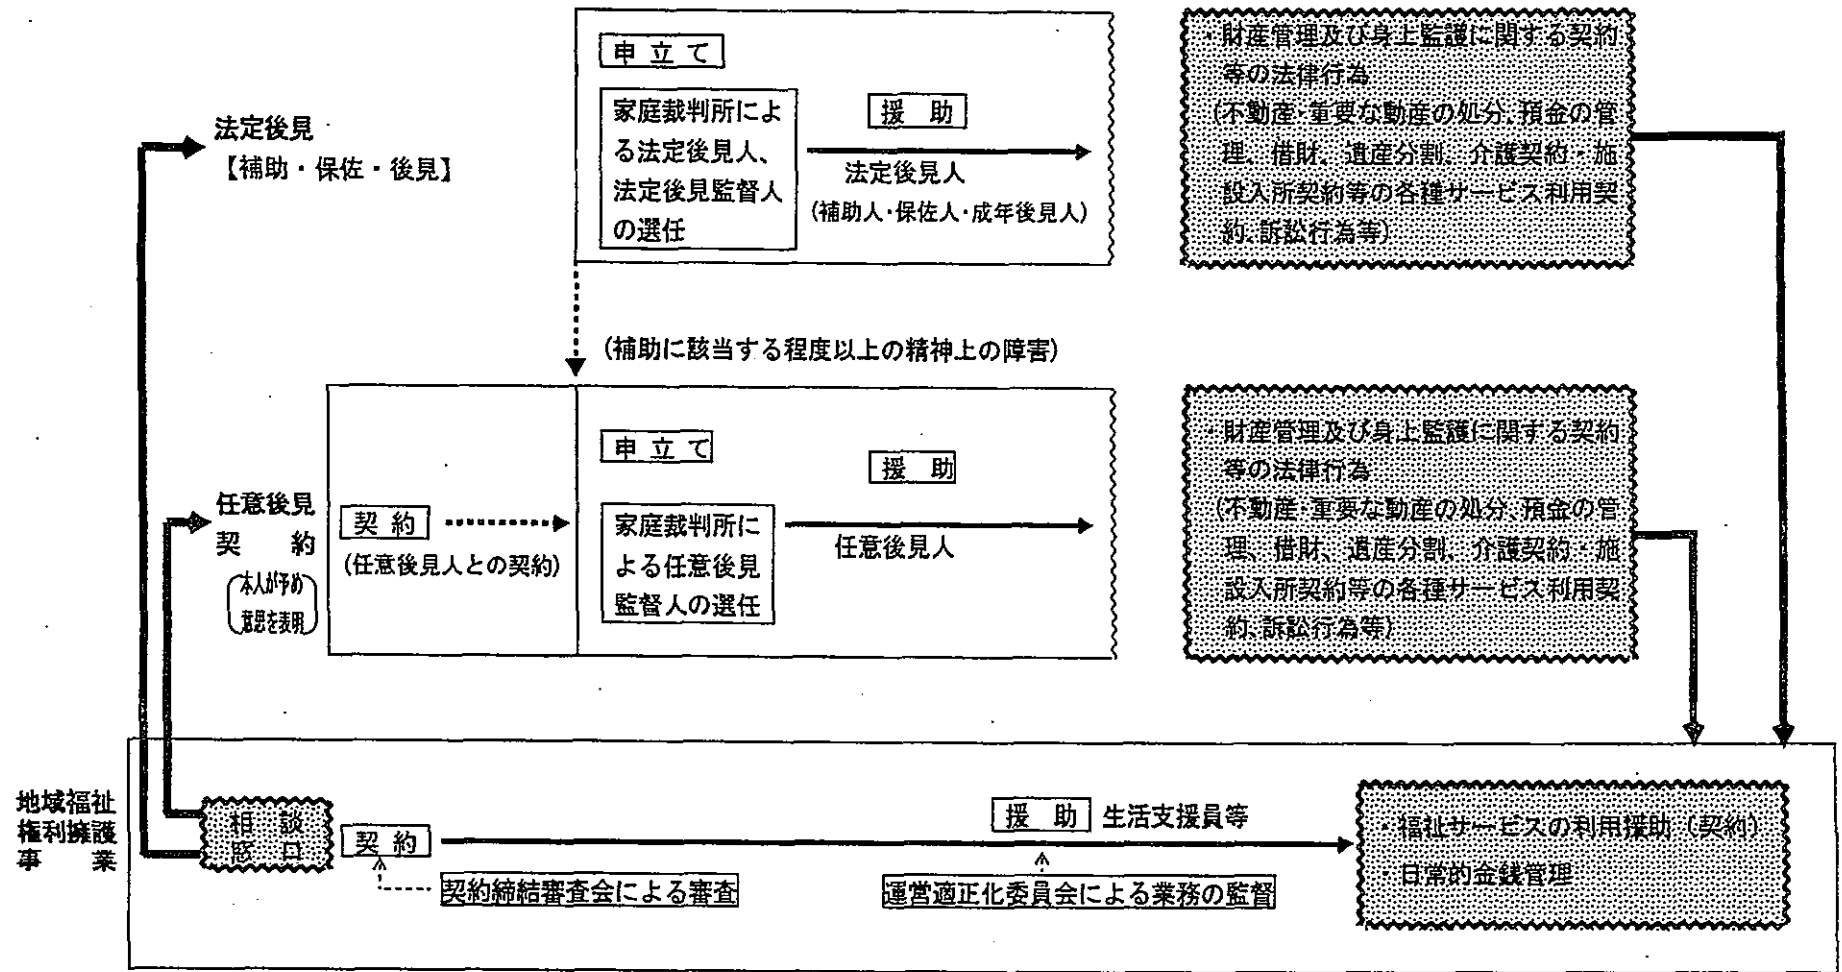 法定後見
【補助・保佐・後見】
申立て
家庭裁判所によ
る法定後見人、
法定後見監督人
の選任
援助
法定後見人
(補助人・保佐人・成年後見人)
・財産管理及び身上監護に関する契約
等の法律行為
(不動産・重要な動産の処分、預金の管
理、借財、遺産分割、介護契約・施
設入所契約等の各種サービス利用契
約、訴訟行為等)
(補助に該当する程度以上の精神上の障害)
任意後見
契約
(本人が予め
意思を表明)
契約
(任意後見人との契約)
申立て
家庭裁判所に
よる任意後見
監督人の選任
援助
任意後見人
・財産管理及び身上監護に関する契約
等の法律行為
(不動産・重要な動産の処分、預金の管
理、借財、遺産分割、介護契約・施
設入所契約等の各種サービス利用契
約、訴訟行為等)
地域福祉
権利擁護
事業
相談
窓口
契約
契約締結審査会による審査
援助 生活支援員等
運営適正化委員会による業務の監督
・福祉サービスの利用援助(契約)
・日常的金銭管理